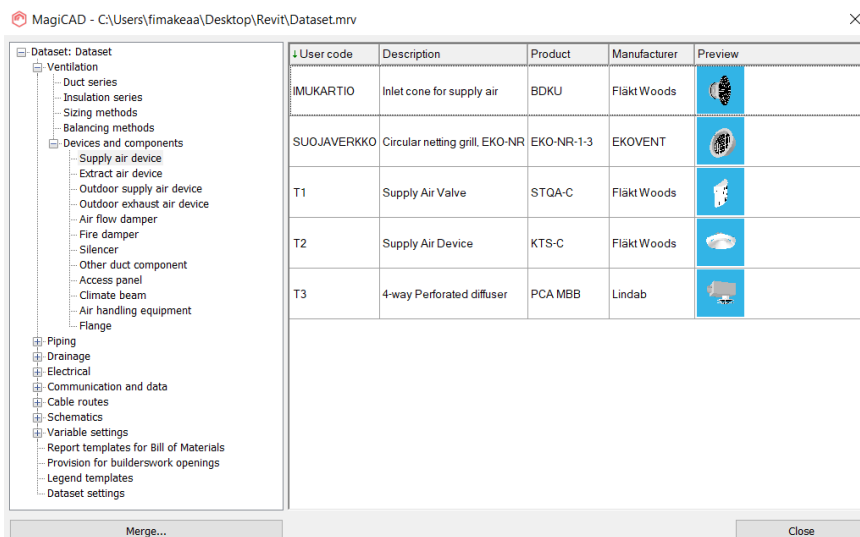 MagiCAD - C:\Users\fimakeaa\Desktop\Revit\Dataset.mrv
Dataset: Dataset
Ventilation
Duct series
Insulation series
Sizing methods
Balancing methods
Devices and components
Supply air device
Extract air device
Outdoor supply air device
Outdoor exhaust air device
Air flow damper
Fire damper
Silencer
Other duct component
Access panel
Climate beam
Air handling equipment
Flange
Piping
Drainage
Electrical
Communication and data
Cable routes
Schematics
Variable settings
Report templates for Bill of Materials
Provision for builderswork openings
Legend templates
Dataset settings
↓User code Description Product Manufacturer Preview
IMUKARTIO Inlet cone for supply air BDKU FläktWoods
SUOJAVERKKO Circular netting grill, EKO-NR EKO-NR-1-3 EKOVENT
T1 Supply Air Valve STQA-C FläktWoods
T2 Supply Air Device KTS-C FläktWoods
T3 4-way Perforated diffuser PCA MBB Lindab
Merge... Close